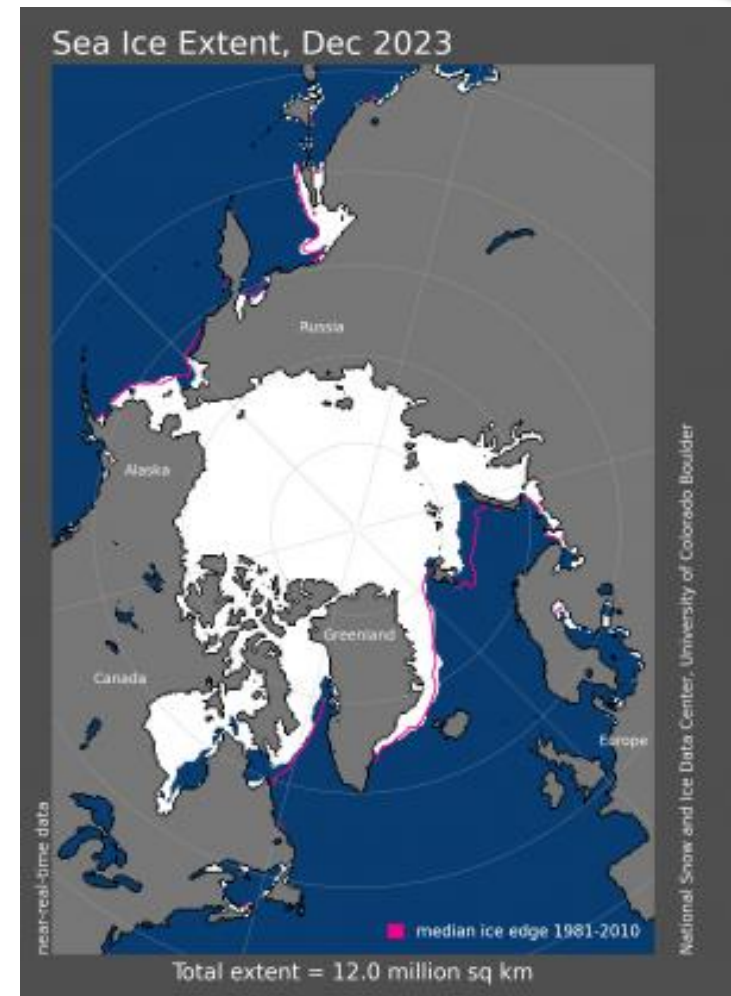 Sea Ice Extent, Dec 2023
Russia
Alaska
Greenland
Canada
Europe
near-real-time data
National Snow and Ice Data Center, University of Colorado Boulder
median ice edge 1981-2010
Total extent = 12.0 million sq km